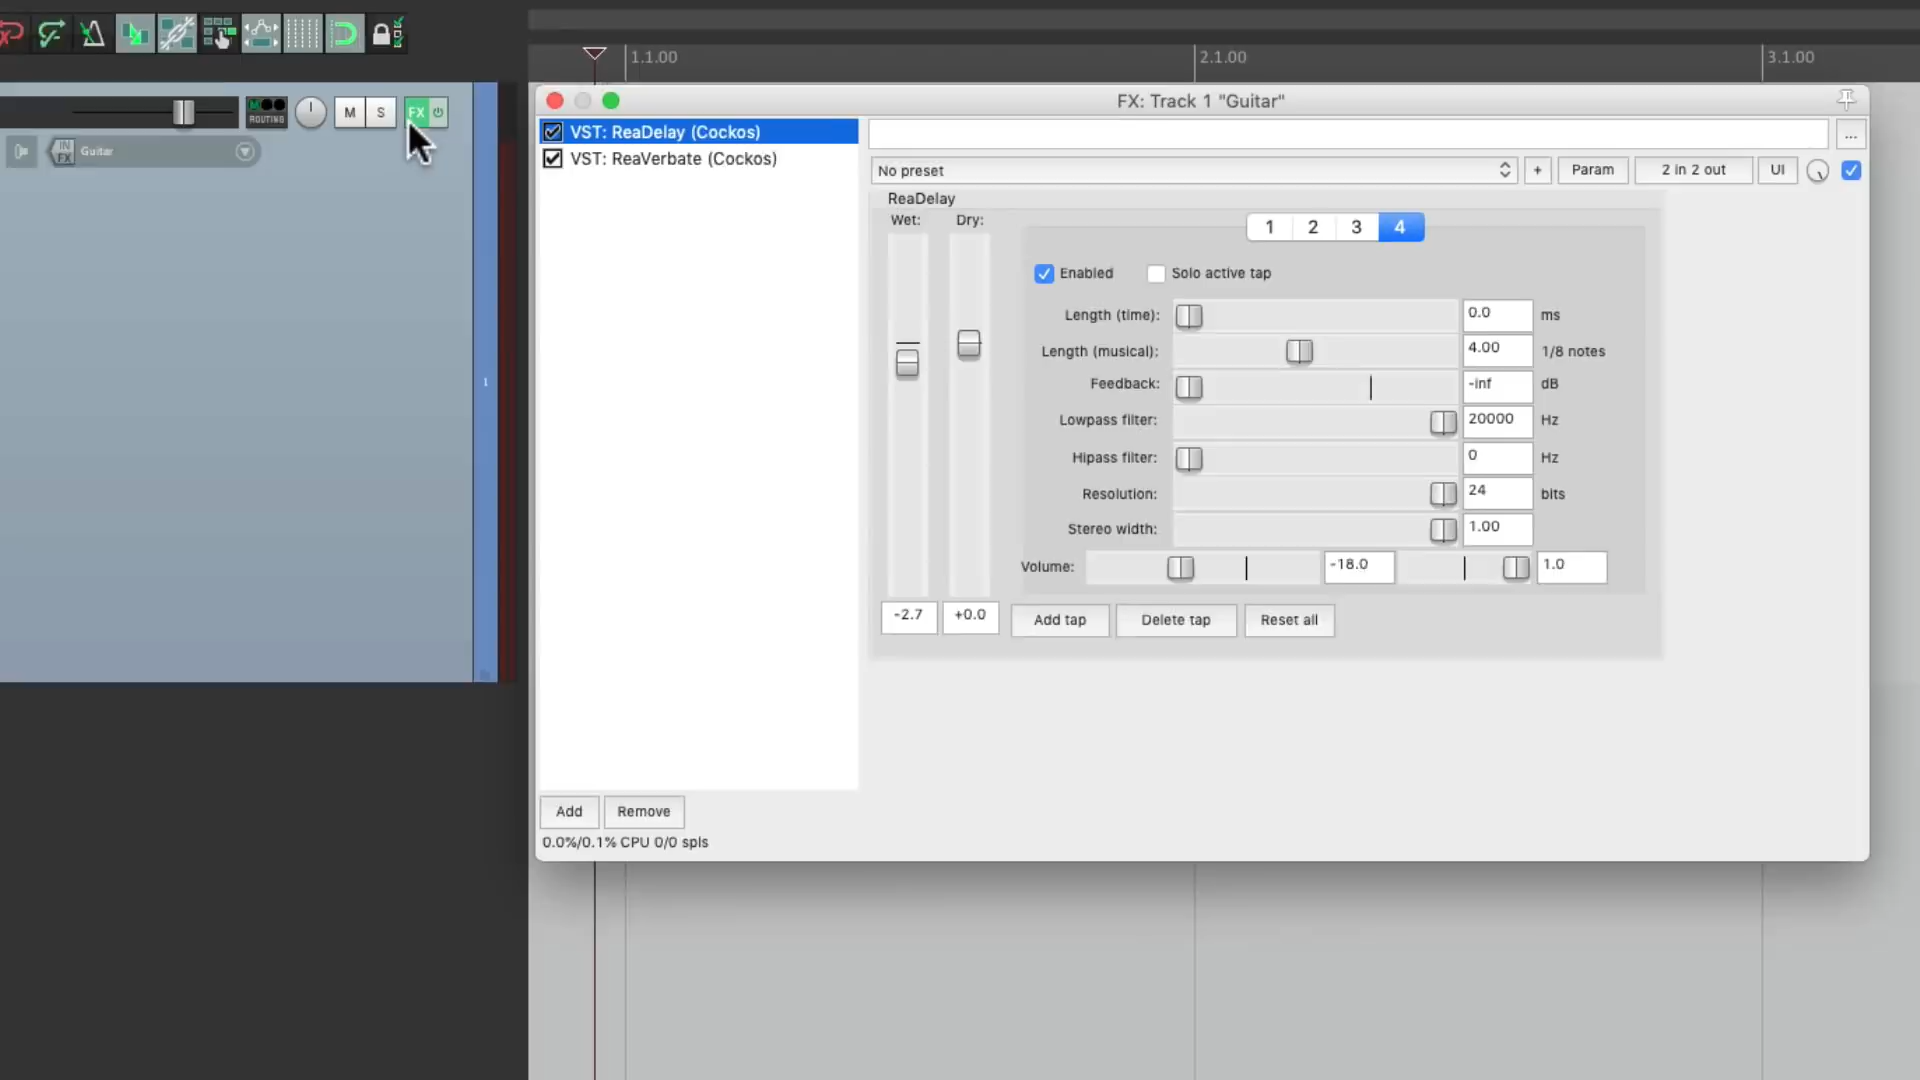 1.1.00
2.1.00
3.1.00
M
ROUTING
M
S
FX
IN
FX
Guitar
1
FX: Track 1 "Guitar"
VST: ReaDelay (Cockos)
VST: ReaVerbate (Cockos)
...
No preset
+
Param
2 in 2 out
UI
ReaDelay
Wet:
Dry:
1
2
3
4
Enabled
Solo active tap
Length (time):
0.0
ms
Length (musical):
4.00
1/8 notes
Feedback:
-inf
dB
Lowpass filter:
20000
Hz
Hipass filter:
0
Hz
Resolution:
24
bits
Stereo width:
1.00
Volume:
-18.0
1.0
-2.7
+0.0
Add tap
Delete tap
Reset all
Add
Remove
0.0%/0.1% CPU 0/0 spls